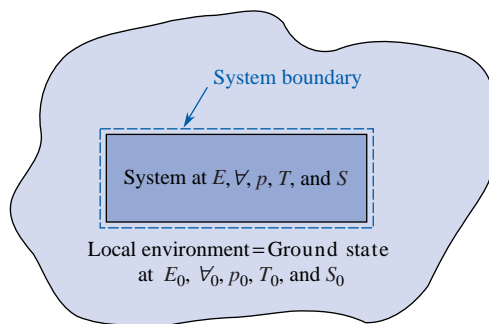 System boundary
System at E, ∀, p, T, and S
Local environment=Ground state
at E₀, ∀₀, p₀, T₀, and S₀